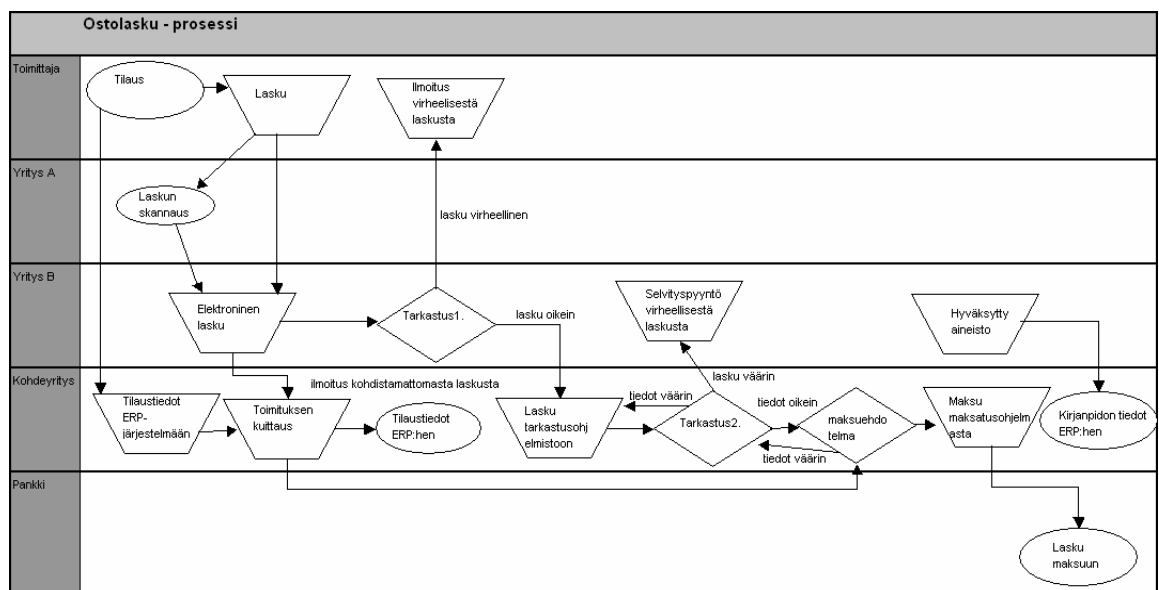 Ostolasku - prosessi
Toimittaja
Tilaus
Lasku
Ilmoitus
virheelisestä
laskusta
Yritys A
Laskun
skannaus
lasku virheellinen
Yritys B
Elektroninen
lasku
Tarkastus1.
lasku oikein
Selvityspyyntö
virheellisestä
laskusta
Hyväksytty
aineisto
lasku väärin
Kohdeyritys
ilmoitus kohdistamattomasta laskusta
Tilaustiedot
ERP-
järjestelmään
Toimituksen
kuittaus
Tilaustiedot
ERP:hen
Lasku
tarkastusohj
elmistoon
tiedot väärin
Tarkastus2.
tiedot oikein
tiedot väärin
maksuehdo
telma
Maksu
maksatusohjelm
asta
Kirjanpidon tiedot
ERP:hen
Pankki
Lasku
maksuun